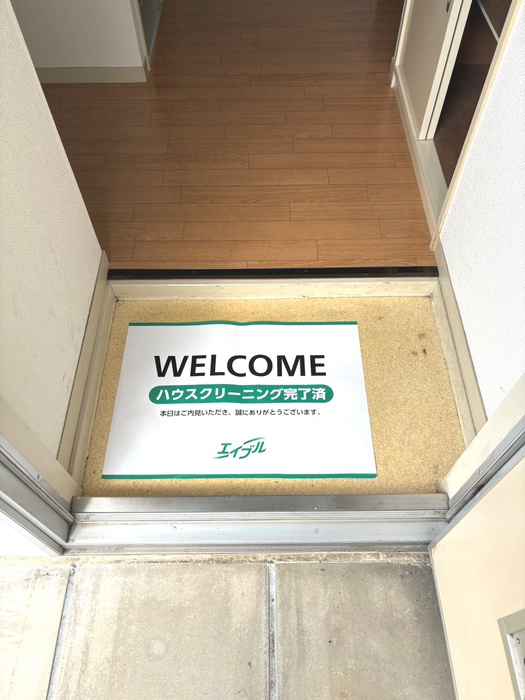 WELCOME
ハウスクリーニング完了済
本日はご内見いただき、誠にありがとうございます。
エイブル